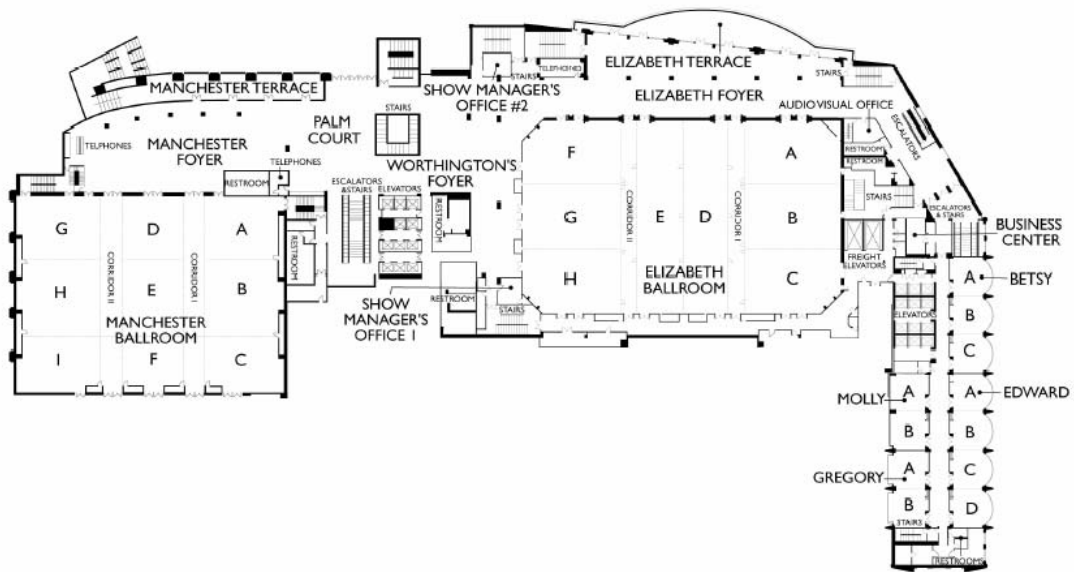 ELIZABETH TERRACE
STAIRS
TELEPHONES
STAIRS
MANCHESTER TERRACE
SHOW MANAGER'S
OFFICE #2
ELIZABETH FOYER
AUDIO VISUAL OFFICE
ESCALATORS
STAIRS
PALM
COURT
TELPHONES
MANCHESTER
FOYER
TELEPHONES
RESTROOM
WORTHINGTON'S
FOYER
ESCALATORS
& STAIRS
ELEVATORS
RESTROOM
RESTROOM
G
D
A
CORRIDOR II
CORRIDOR I
H
E
B
MANCHESTER
BALLROOM
I
F
C
RESTROOM
SHOW
MANAGER'S
OFFICE I
RESTROOM
STAIRS
F
A
CORRIDOR II
CORRIDOR I
G
E
D
B
H
ELIZABETH
BALLROOM
C
RESTROOM
RESTROOM
STAIRS
ESCALATORS
& STAIRS
FREIGHT
ELEVATORS
BUSINESS
CENTER
A
BETSY
B
ELEVATORS
C
MOLLY
A
A
EDWARD
B
B
GREGORY
A
C
B
D
STAIRS
RESTROOMS